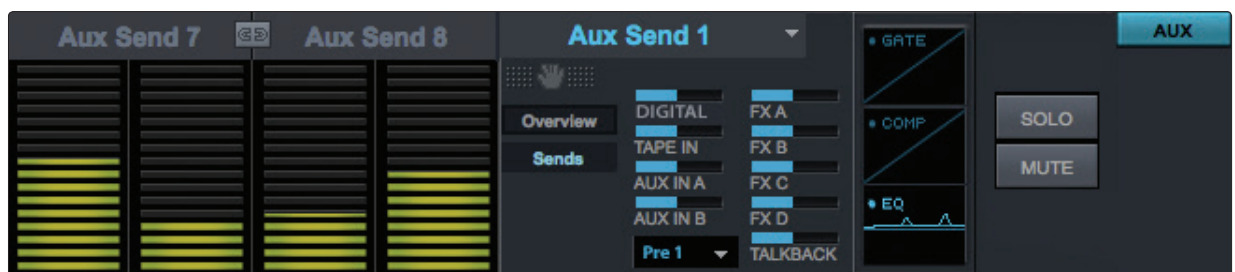 Aux Send 7
Aux Send 8
Aux Send 1
Overview
Sends
DIGITAL
TAPE IN
AUX IN A
AUX IN B
Pre 1
FX A
FX B
FX C
FX D
TALKBACK
GATE
COMP
EQ
SOLO
MUTE
AUX